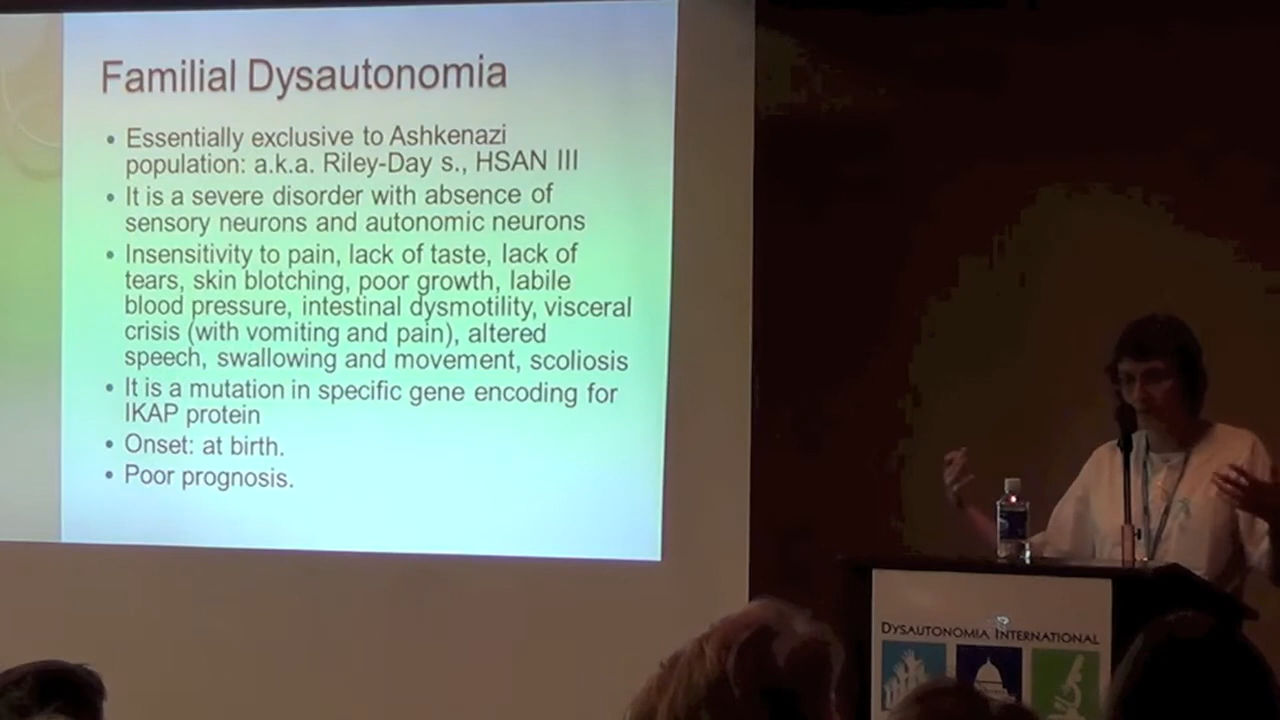 Familial Dysautonomia
• Essentially exclusive to Ashkenazi
population: a.k.a. Riley-Day s., HSAN III
• It is a severe disorder with absence of
sensory neurons and autonomic neurons
• Insensitivity to pain, lack of taste, lack of
tears, skin blotching, poor growth, labile
blood pressure, intestinal dysmotility, visceral
crisis (with vomiting and pain), altered
speech, swallowing and movement, scoliosis
• It is a mutation in specific gene encoding for
IKAP protein
• Onset: at birth.
• Poor prognosis.
DYSAUTONOMIA INTERNATIONAL